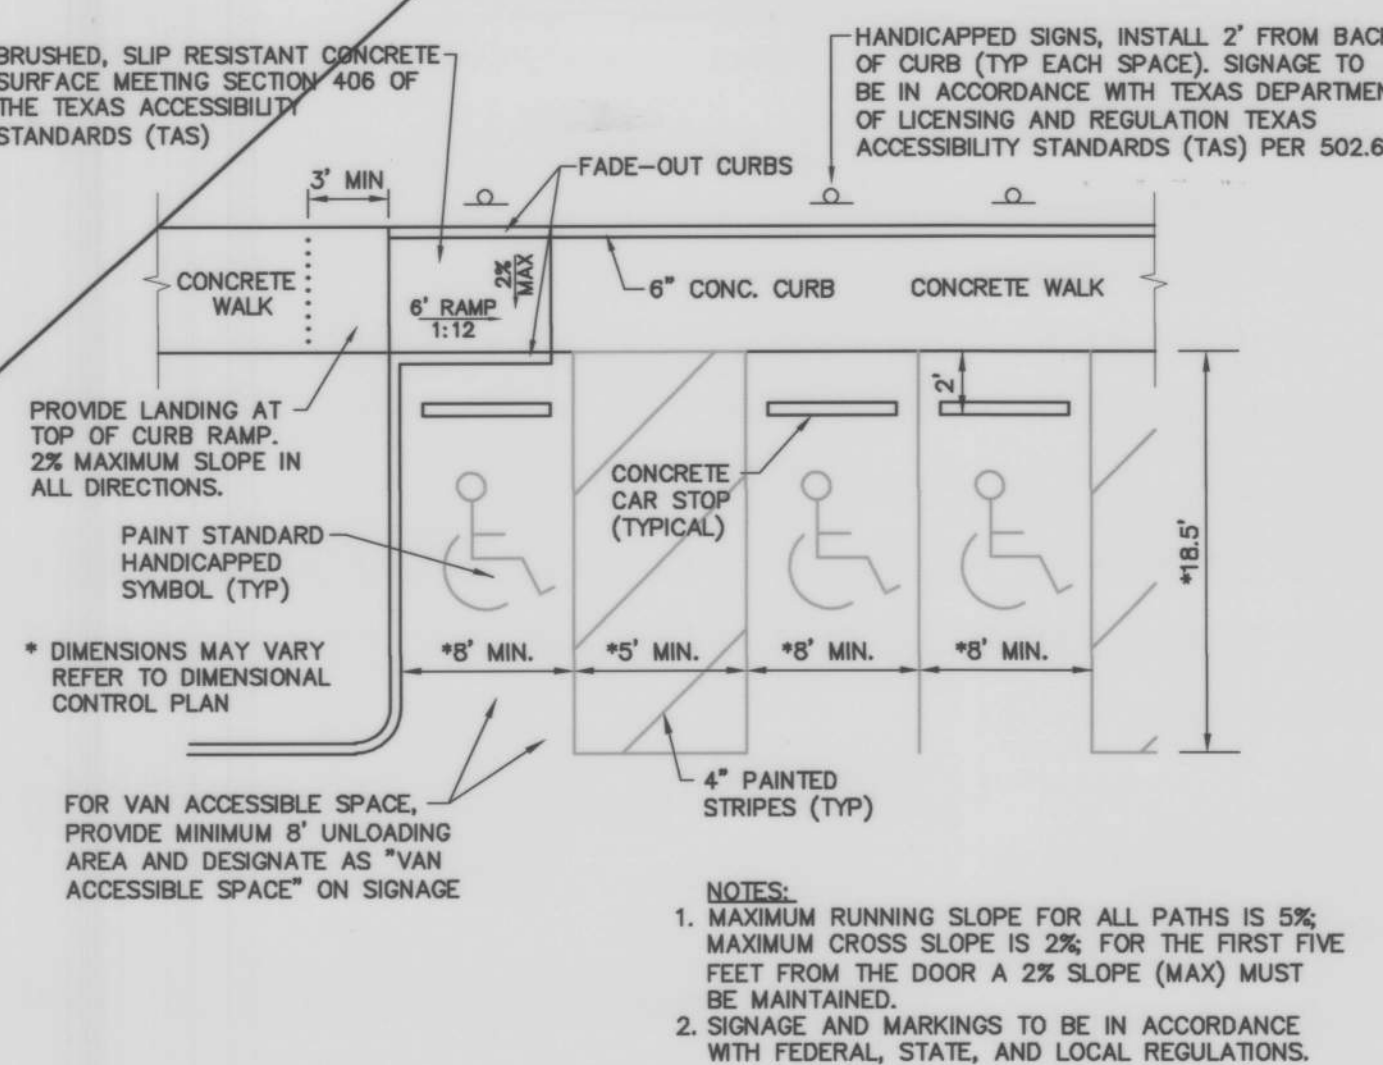 BRUSHED, SLIP RESISTANT CONCRETE
SURFACE MEETING SECTION 406 OF
THE TEXAS ACCESSIBILITY
STANDARDS (TAS)
HANDICAPPED SIGNS, INSTALL 2' FROM BACK
OF CURB (TYP EACH SPACE). SIGNAGE TO
BE IN ACCORDANCE WITH TEXAS DEPARTMEN
OF LICENSING AND REGULATION TEXAS
ACCESSIBILITY STANDARDS (TAS) PER 502.6
FADE-OUT CURBS
3' MIN
CONCRETE
WALK
2%
MAX
6' RAMP
1:12
6" CONC. CURB
CONCRETE WALK
PROVIDE LANDING AT
TOP OF CURB RAMP.
2% MAXIMUM SLOPE IN
ALL DIRECTIONS.
2'
CONCRETE
CAR STOP
(TYPICAL)
PAINT STANDARD
HANDICAPPED
SYMBOL (TYP)
*18.5'
* DIMENSIONS MAY VARY
REFER TO DIMENSIONAL
CONTROL PLAN
*8' MIN.
*5' MIN.
*8' MIN.
*8' MIN.
4" PAINTED
STRIPES (TYP)
FOR VAN ACCESSIBLE SPACE,
PROVIDE MINIMUM 8' UNLOADING
AREA AND DESIGNATE AS "VAN
ACCESSIBLE SPACE" ON SIGNAGE
NOTES:
1. MAXIMUM RUNNING SLOPE FOR ALL PATHS IS 5%;
MAXIMUM CROSS SLOPE IS 2%; FOR THE FIRST FIVE
FEET FROM THE DOOR A 2% SLOPE (MAX) MUST
BE MAINTAINED.
2. SIGNAGE AND MARKINGS TO BE IN ACCORDANCE
WITH FEDERAL, STATE, AND LOCAL REGULATIONS.